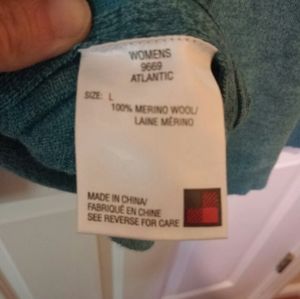 WOMENS
9669
ATLANTIC
SIZE: L
100% MERINO WOOL/
LAINE MÉRINO
MADE IN CHINA/
FABRIQUÉ EN CHINE
SEE REVERSE FOR CARE